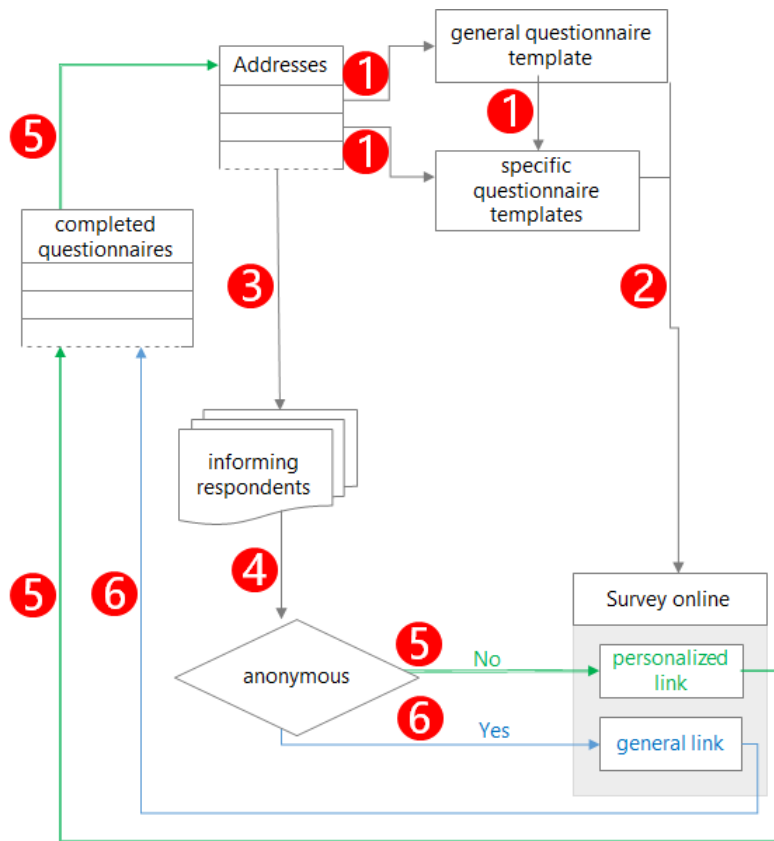 general questionnaire
template
Addresses
1
1
5
1
specific
questionnaire
templates
completed
questionnaires
3
2
informing
respondents
4
5
6
Survey online
5
No
personalized
link
anonymous
6
Yes
general link